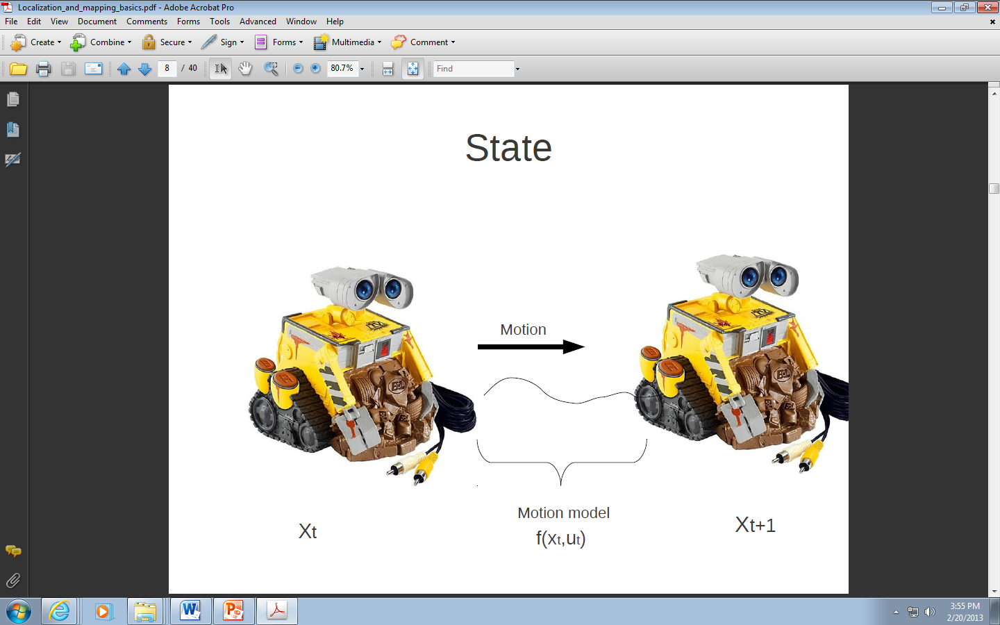 Localization_and_mapping_basics.pdf - Adobe Acrobat Pro
File Edit View Document Comments Forms Tools Advanced Window Help
Create Combine Secure Sign Forms Multimedia Comment
8 / 40 80.7% Find
State
Motion
Motion model
f(xt,ut)
Xt
Xt+1
3:55 PM
2/20/2013